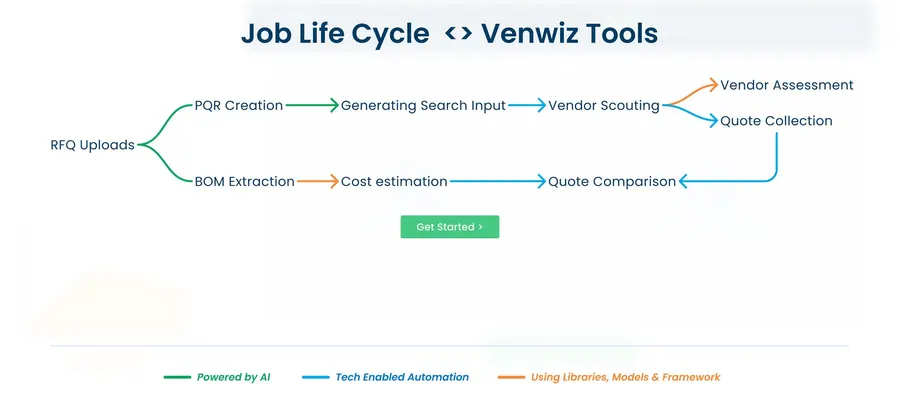 Job Life Cycle <> Venwiz Tools
Vendor Assessment
PQR Creation
Generating Search Input
Vendor Scouting
Quote Collection
RFQ Uploads
BOM Extraction
Cost estimation
Quote Comparison
Get Started >
Powered by AI
Tech Enabled Automation
Using Libraries, Models & Framework